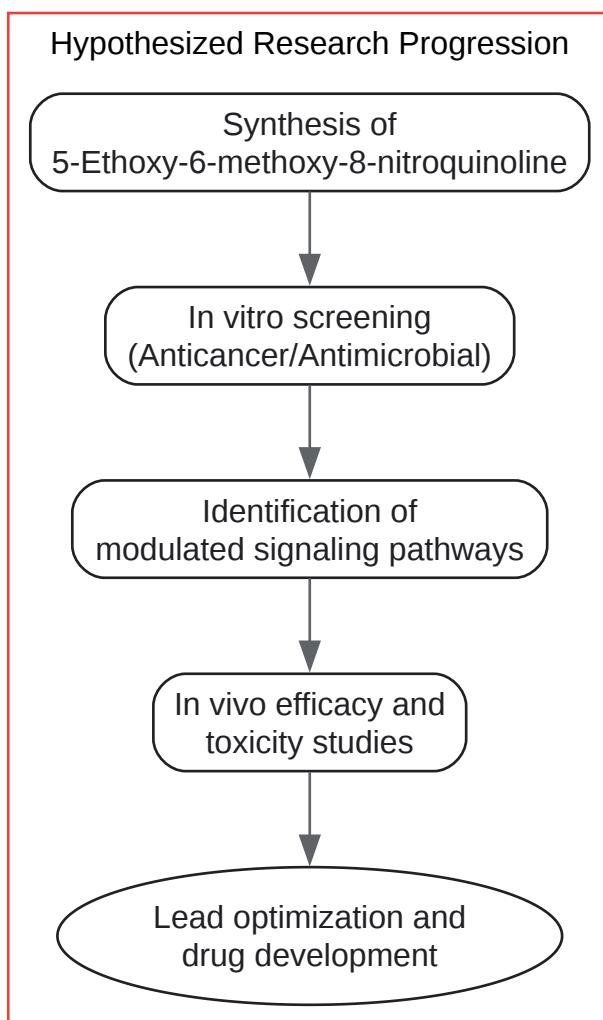 Hypothesized Research Progression
Synthesis of
5-Ethoxy-6-methoxy-8-nitroquinoline
In vitro screening
(Anticancer/Antimicrobial)
Identification of
modulated signaling pathways
In vivo efficacy and
toxicity studies
Lead optimization and
drug development